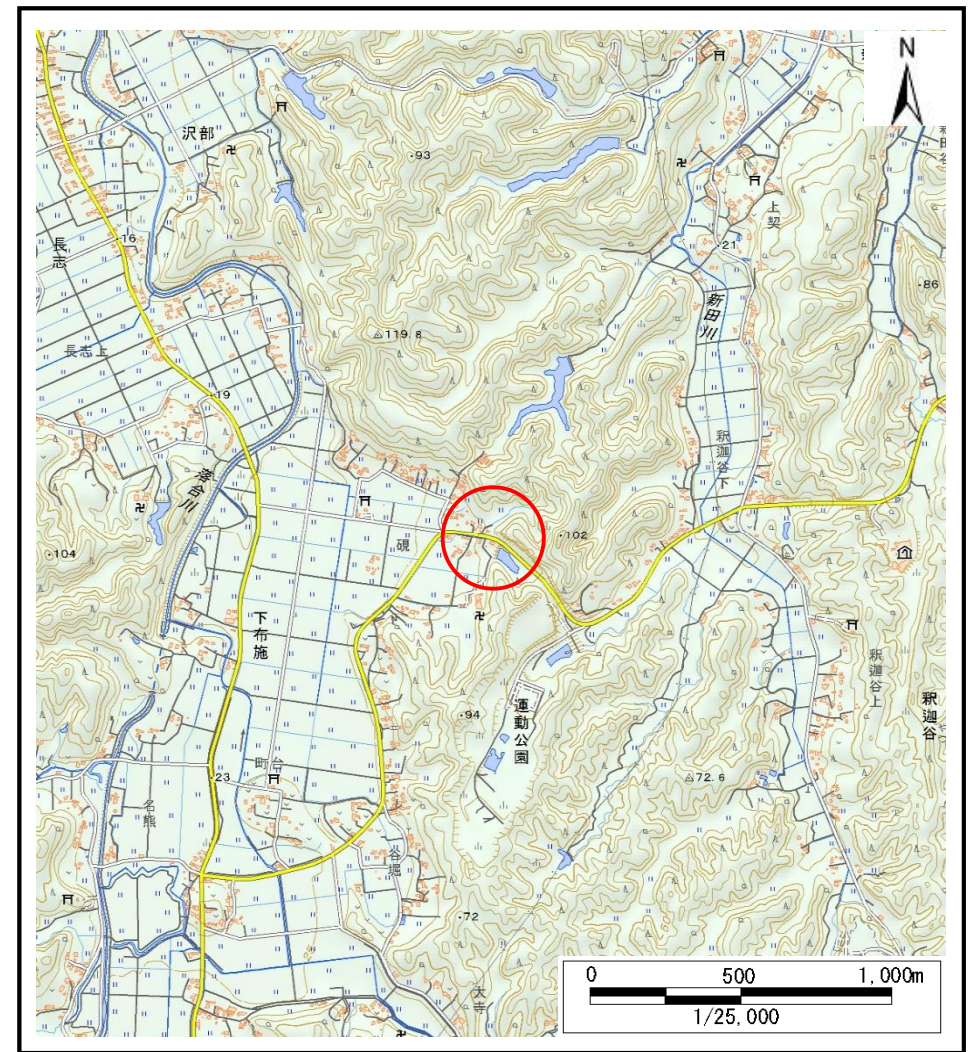 N
沢部
・93
上契
・21
・86
・16
長志
新田川
長志上
119.8
・19
釈迦谷下
落合川
硯
・102
・104
下布施
釈迦谷上
釈迦谷
運動公園
・94
台町
72.6
・23
名熊
谷堀
・72
大寺
0 500 1,000m
1/25,000